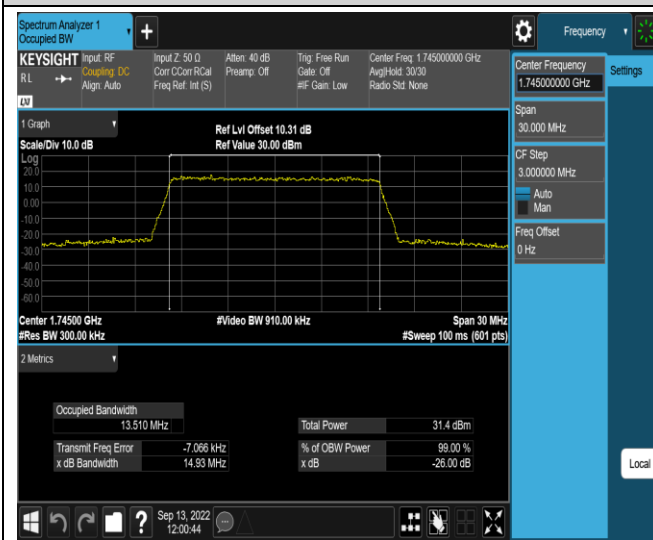 Spectrum Analyzer 1
Occupied BW
+
Frequency
KEYSIGHT
RL
Input: RF
Coupling: DC
Align: Auto
Input Z: 50 Ω
Corr CCorr RCal
Freq Ref: Int (S)
Atten: 40 dB
Preamp: Off
Trig: Free Run
Gate: Off
#IF Gain: Low
Center Freq: 1.745000000 GHz
Avg|Hold: 30/30
Radio Std: None
LXI
Center Frequency
1.745000000 GHz
Settings
Span
30.000 MHz
CF Step
3.000000 MHz
Auto
Man
Freq Offset
0 Hz
1 Graph
Scale/Div 10.0 dB
Ref Lvl Offset 10.31 dB
Ref Value 30.00 dBm
Log
20.0
10.0
0.00
-10.0
-20.0
-30.0
-40.0
-50.0
-60.0
Center 1.74500 GHz
#Res BW 300.00 kHz
#Video BW 910.00 kHz
Span 30 MHz
#Sweep 100 ms (601 pts)
2 Metrics
Occupied Bandwidth
13.510 MHz
Total Power 31.4 dBm
Transmit Freq Error -7.066 kHz
% of OBW Power 99.00 %
x dB Bandwidth 14.93 MHz
x dB -26.00 dB
Local
?
Sep 13, 2022
12:00:44